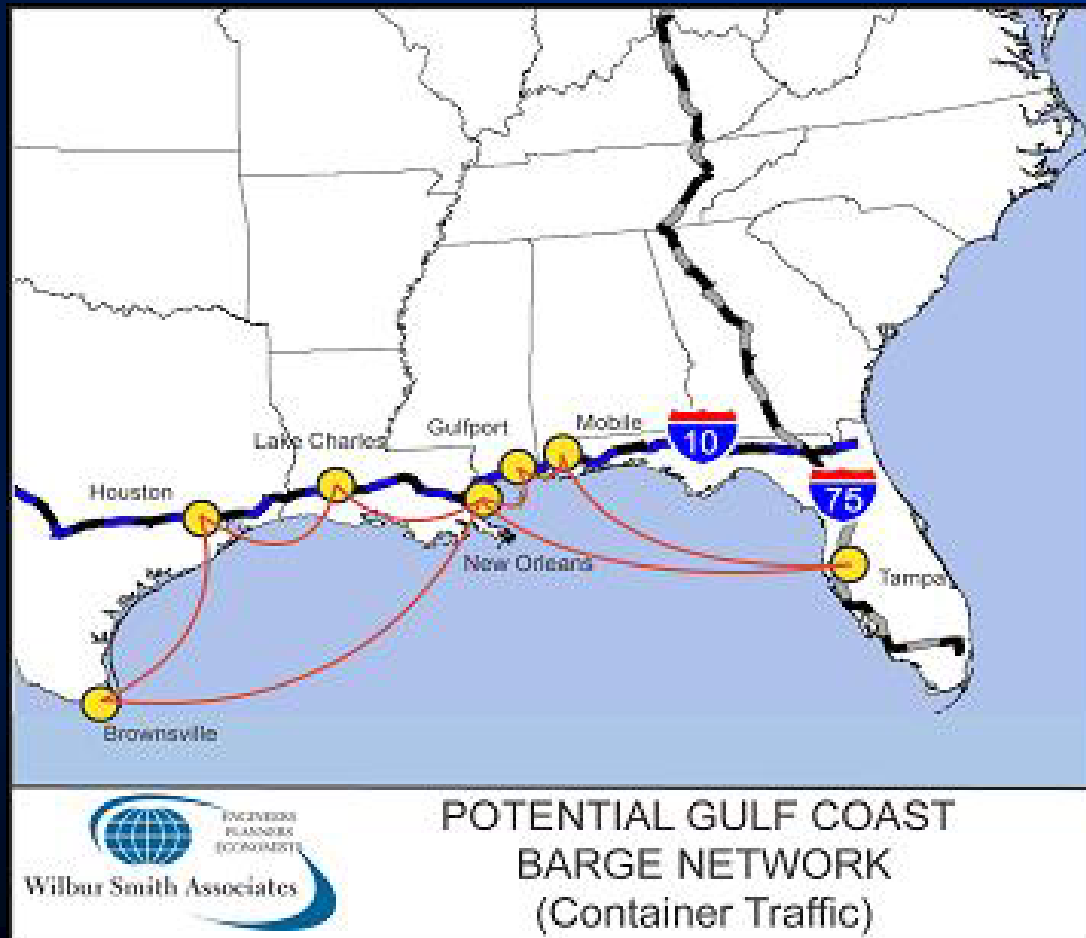 Mobile
Gulfport
10
Lake Charles
Houston
75
New Orleans
Tampa
Brownsville
ENGINEERS
PLANNERS
ECONOMISTS
Wilbur Smith Associates
POTENTIAL GULF COAST
BARGE NETWORK
(Container Traffic)